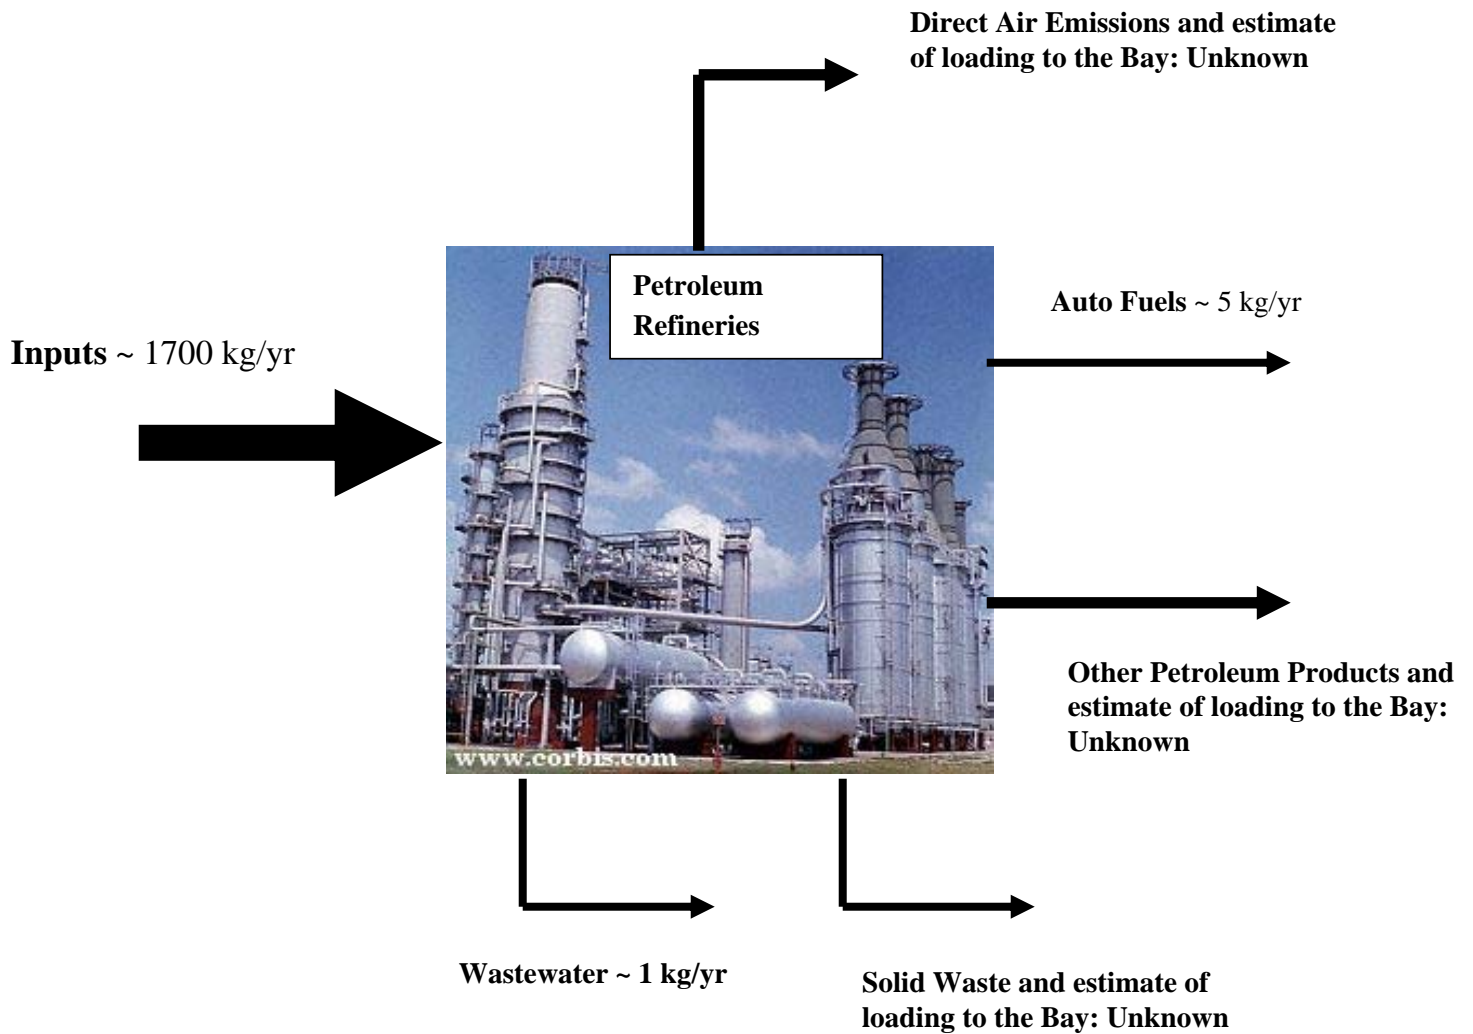 Direct Air Emissions and estimate
of loading to the Bay: Unknown
Petroleum
Refineries
Auto Fuels ~ 5 kg/yr
Inputs ~ 1700 kg/yr
Other Petroleum Products and
estimate of loading to the Bay:
Unknown
www.corbis.com
Wastewater ~ 1 kg/yr
Solid Waste and estimate of
loading to the Bay: Unknown